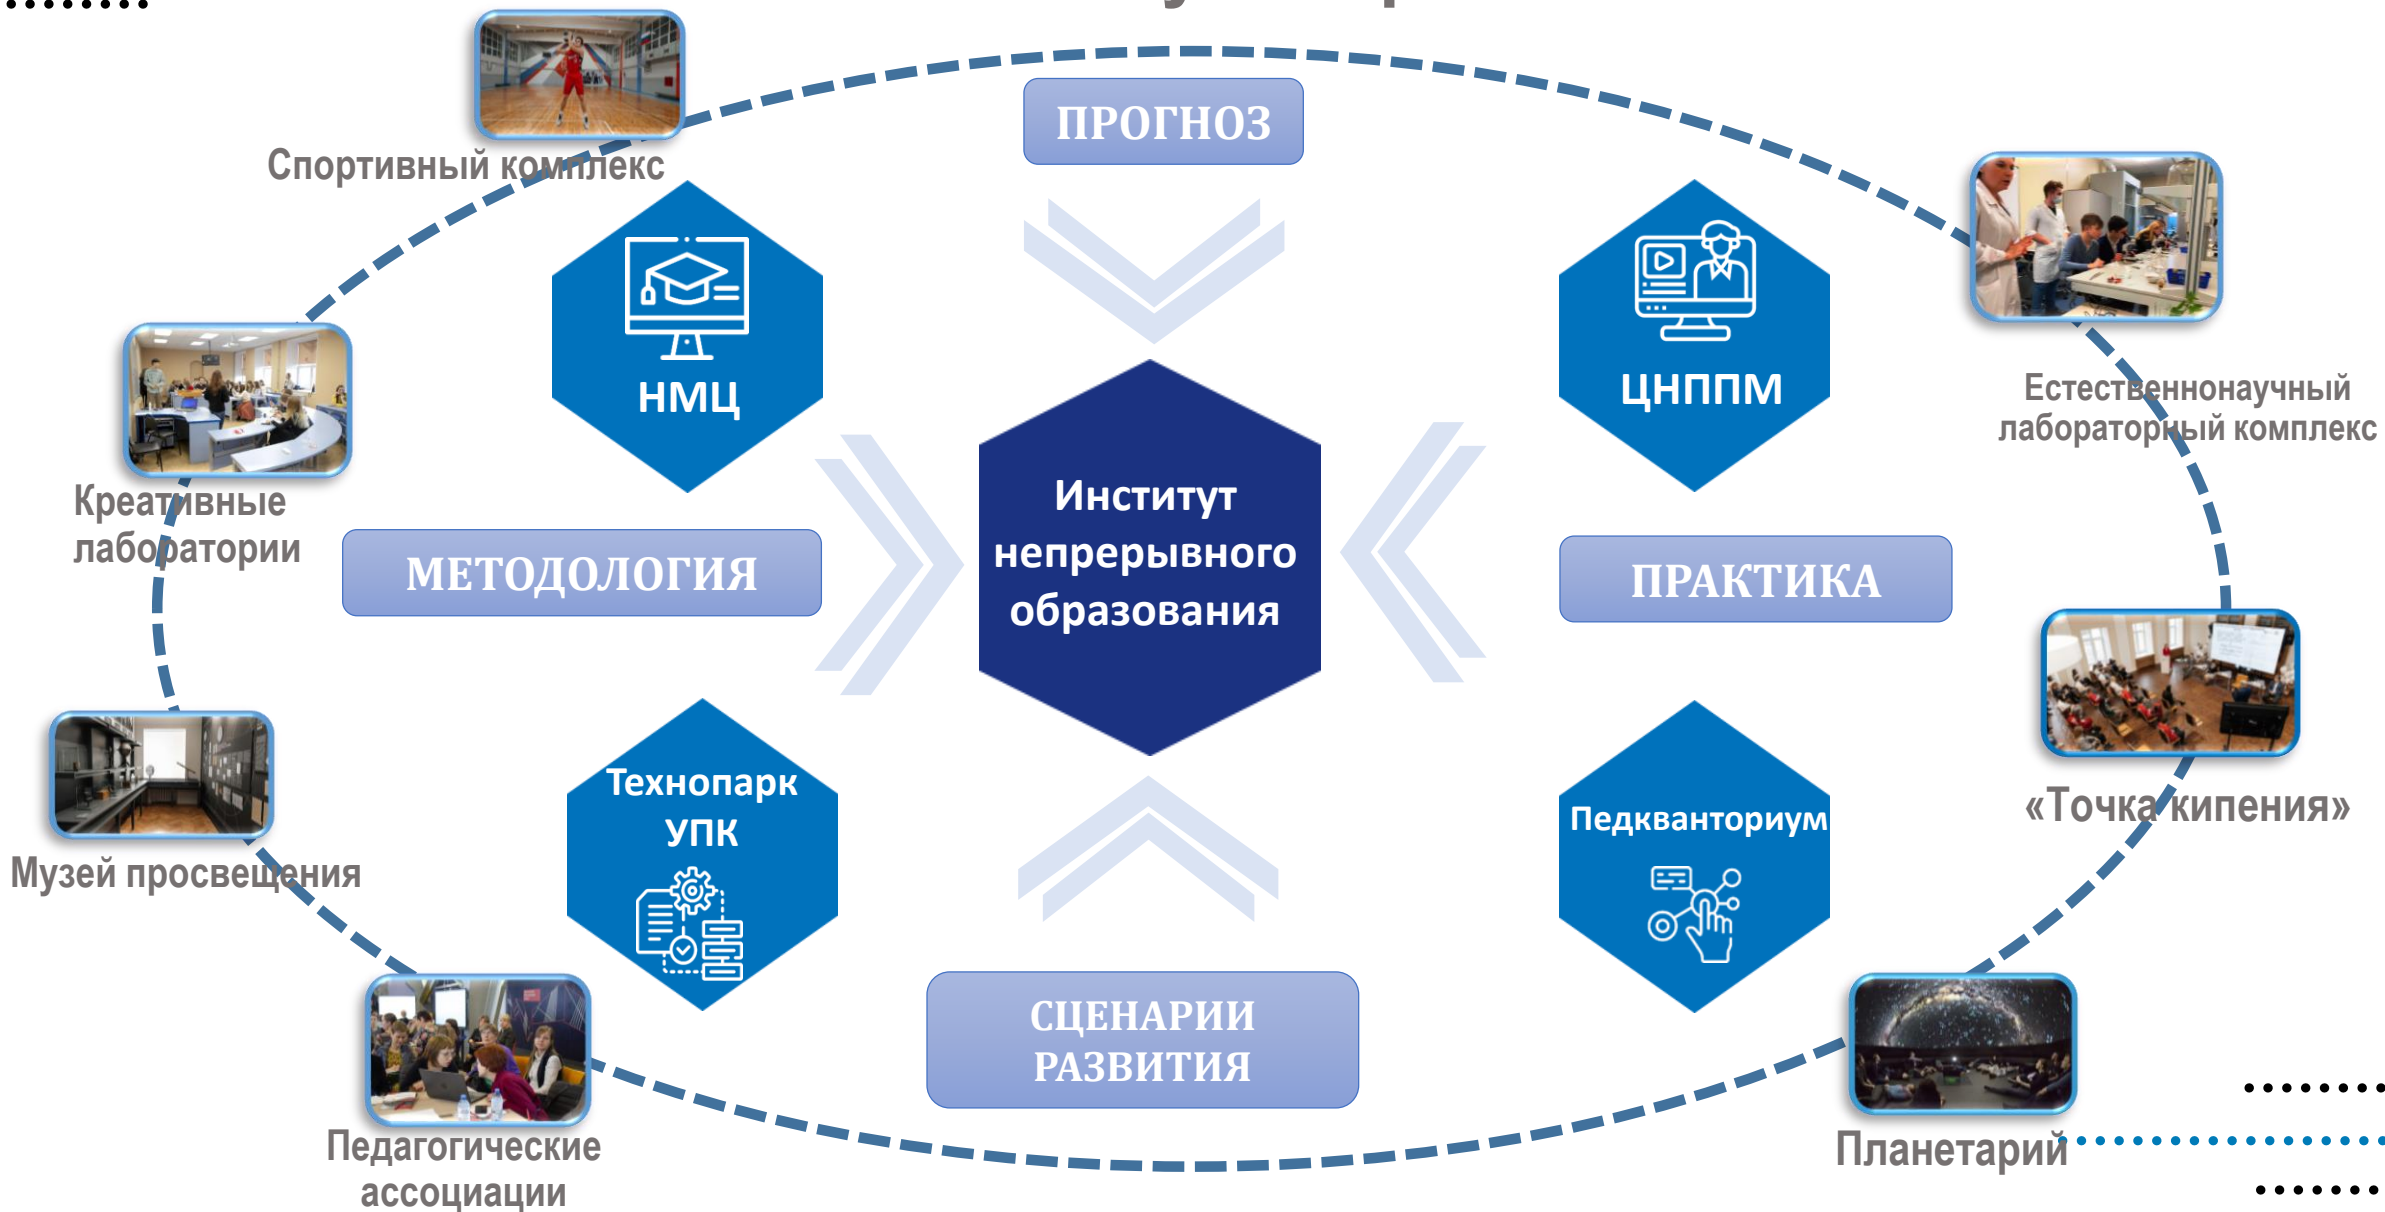 ПРОГНОЗ
Спортивный комплекс
НМЦ
ЦНППМ
Естественнонаучный
лабораторный комплекс
Креативные
лаборатории
МЕТОДОЛОГИЯ
Институт
непрерывного
образования
ПРАКТИКА
Технопарк
УПК
Педкванториум
«Точка кипения»
Музей просвещения
СЦЕНАРИИ
РАЗВИТИЯ
Педагогические
ассоциации
Планетарий